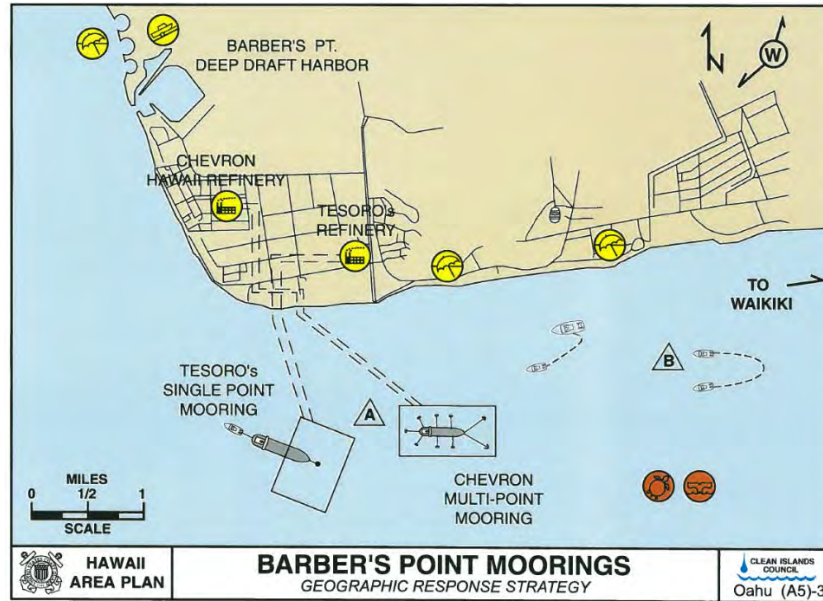 BARBER'S PT.
DEEP DRAFT HARBOR
N
W
CHEVRON
HAWAII REFINERY
TESORO's
REFINERY
TO
WAIKIKI
TESORO's
SINGLE POINT
MOORING
A
B
CHEVRON
MULTI-POINT
MOORING
MILES
0 1/2 1
SCALE
HAWAII
AREA PLAN
BARBER'S POINT MOORINGS
GEOGRAPHIC RESPONSE STRATEGY
CLEAN ISLANDS
COUNCIL
Oahu (A5)-3